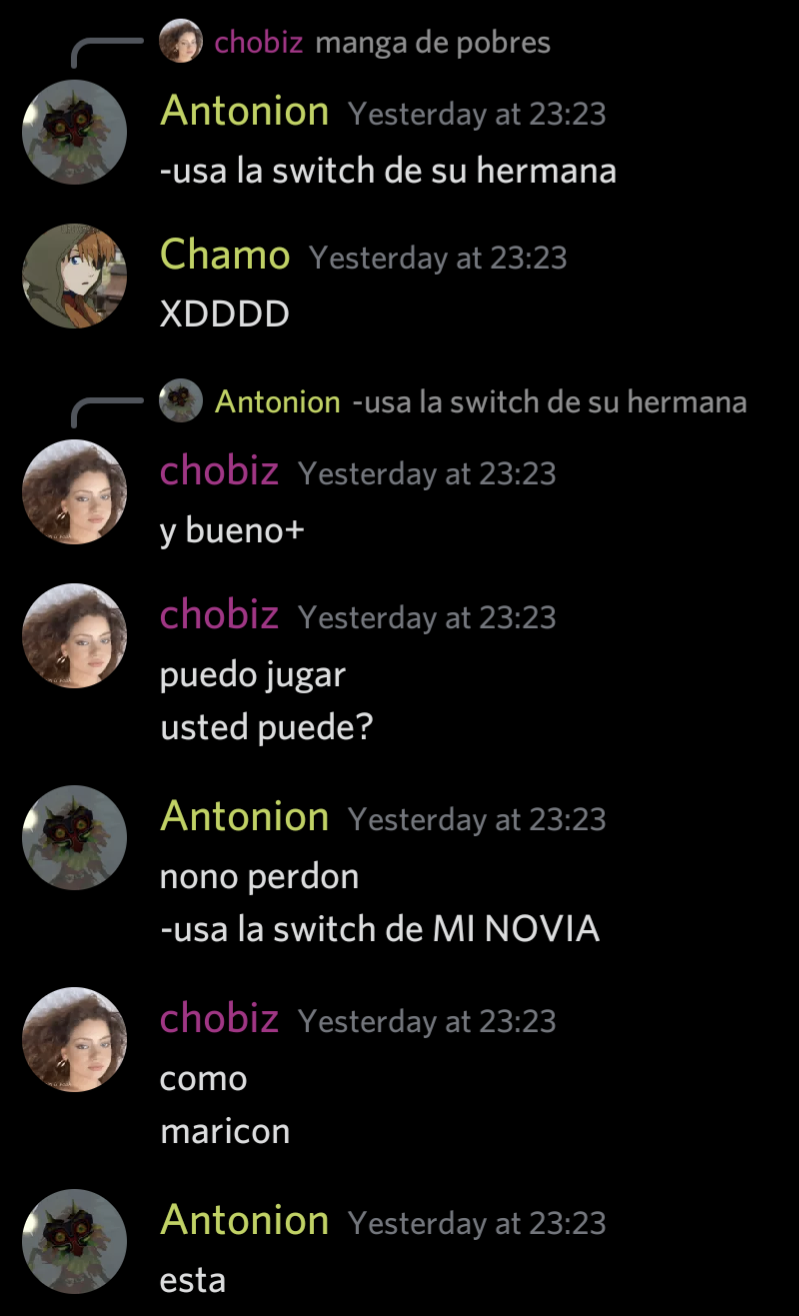 chobiz manga de pobres
Antonion Yesterday at 23:23
-usa la switch de su hermana
Chamo Yesterday at 23:23
XDDDD
Antonion -usa la switch de su hermana
chobiz Yesterday at 23:23
y bueno+
chobiz Yesterday at 23:23
puedo jugar
usted puede?
Antonion Yesterday at 23:23
nono perdon
-usa la switch de MI NOVIA
chobiz Yesterday at 23:23
como
maricon
Antonion Yesterday at 23:23
esta